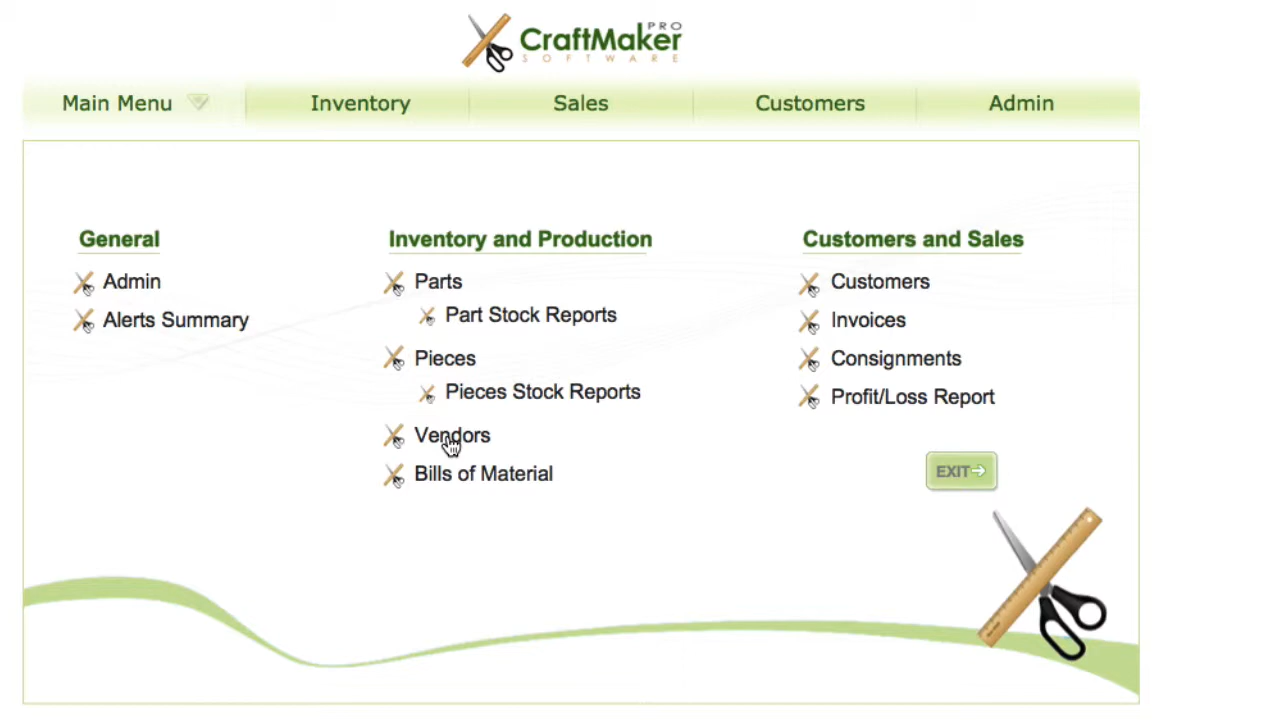 PRO
CraftMaker
SOFTWARE
Main Menu
Inventory
Sales
Customers
Admin
General
Admin
Alerts Summary
Inventory and Production
Parts
Part Stock Reports
Pieces
Pieces Stock Reports
Vendors
Bills of Material
Customers and Sales
Customers
Invoices
Consignments
Profit/Loss Report
EXIT